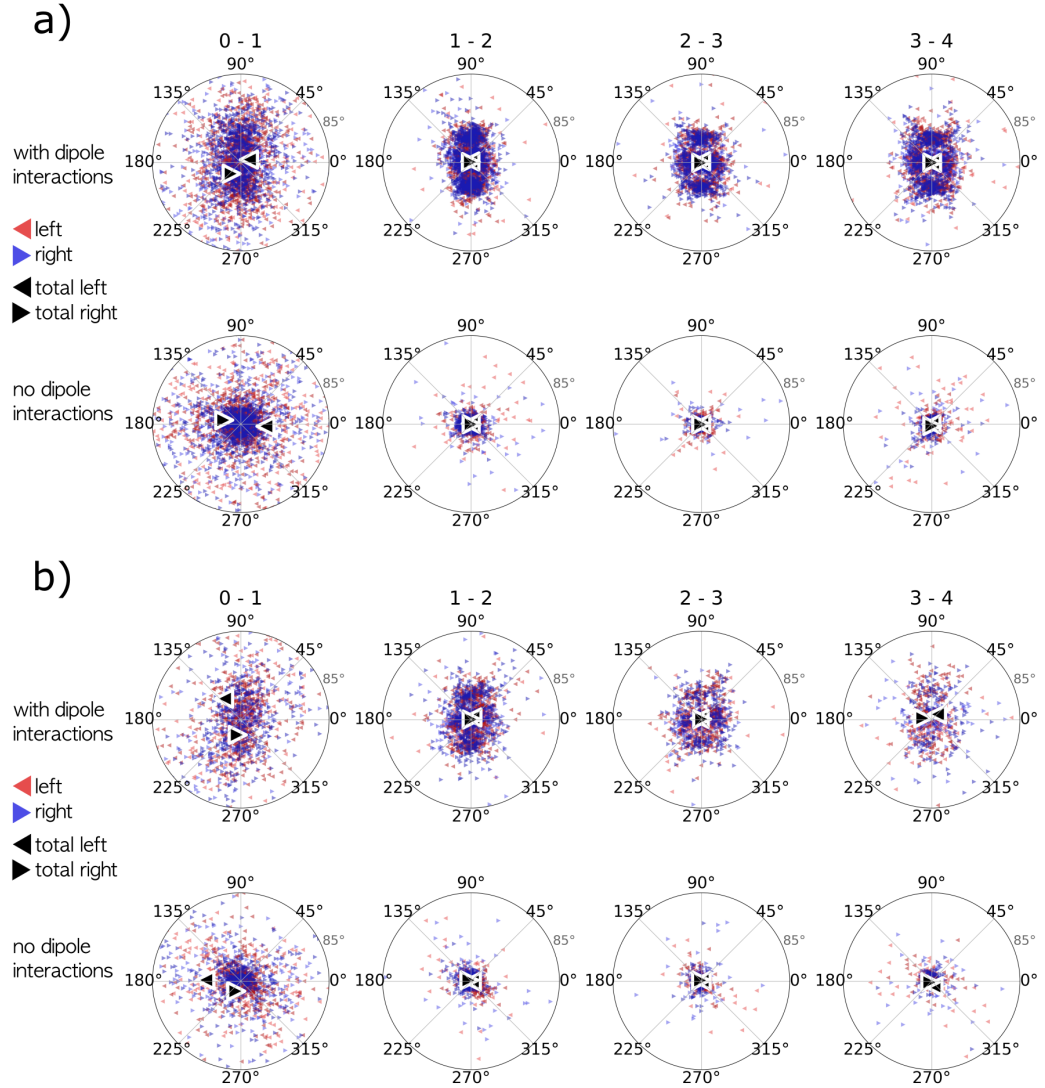 a)
0 - 1
1 - 2
2 - 3
3 - 4
90° 90° 90° 90°
135° 45° 135° 45° 135° 45° 135° 45°
85° 85° 85° 85°
with dipole
interactions
180° 0° 180° 0° 180° 0° 180° 0°
left
right
225° 315° 225° 315° 225° 315° 225° 315°
270° 270° 270° 270°
total left
total right
90° 90° 90° 90°
135° 45° 135° 45° 135° 45° 135° 45°
85° 85° 85° 85°
no dipole
interactions
180° 0° 180° 0° 180° 0° 180° 0°
225° 315° 225° 315° 225° 315° 225° 315°
270° 270° 270° 270°
b)
0 - 1
1 - 2
2 - 3
3 - 4
90° 90° 90° 90°
135° 45° 135° 45° 135° 45° 135° 45°
85° 85° 85° 85°
with dipole
interactions
180° 0° 180° 0° 180° 0° 180° 0°
left
right
225° 315° 225° 315° 225° 315° 225° 315°
270° 270° 270° 270°
total left
total right
90° 90° 90° 90°
135° 45° 135° 45° 135° 45° 135° 45°
85° 85° 85° 85°
no dipole
interactions
180° 0° 180° 0° 180° 0° 180° 0°
225° 315° 225° 315° 225° 315° 225° 315°
270° 270° 270° 270°